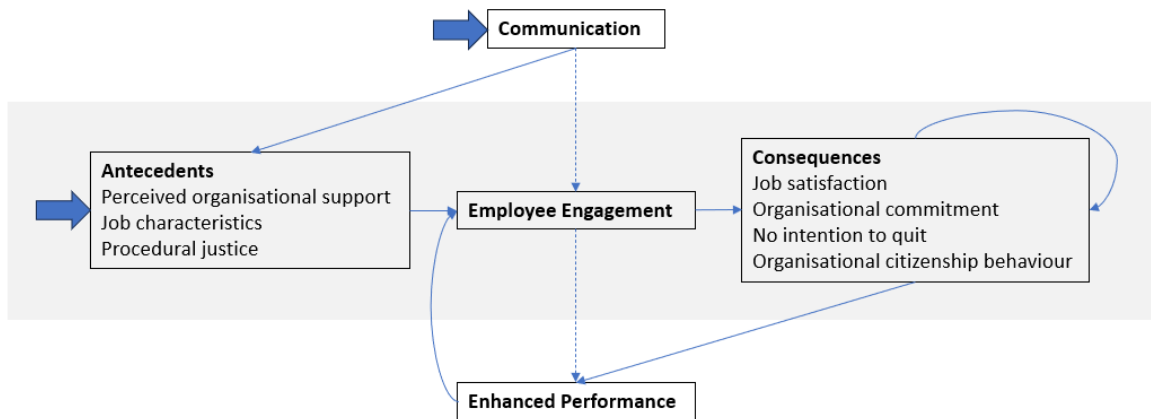 Communication
Antecedents
Perceived organisational support
Job characteristics
Procedural justice
Employee Engagement
Consequences
Job satisfaction
Organisational commitment
No intention to quit
Organisational citizenship behaviour
Enhanced Performance